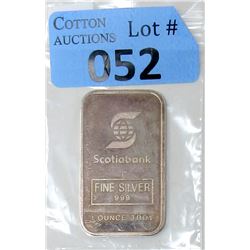 COTTON
AUCTIONS
Lot #
052
Scotiabank
FINE SILVER
999
1 OUNCE TROY